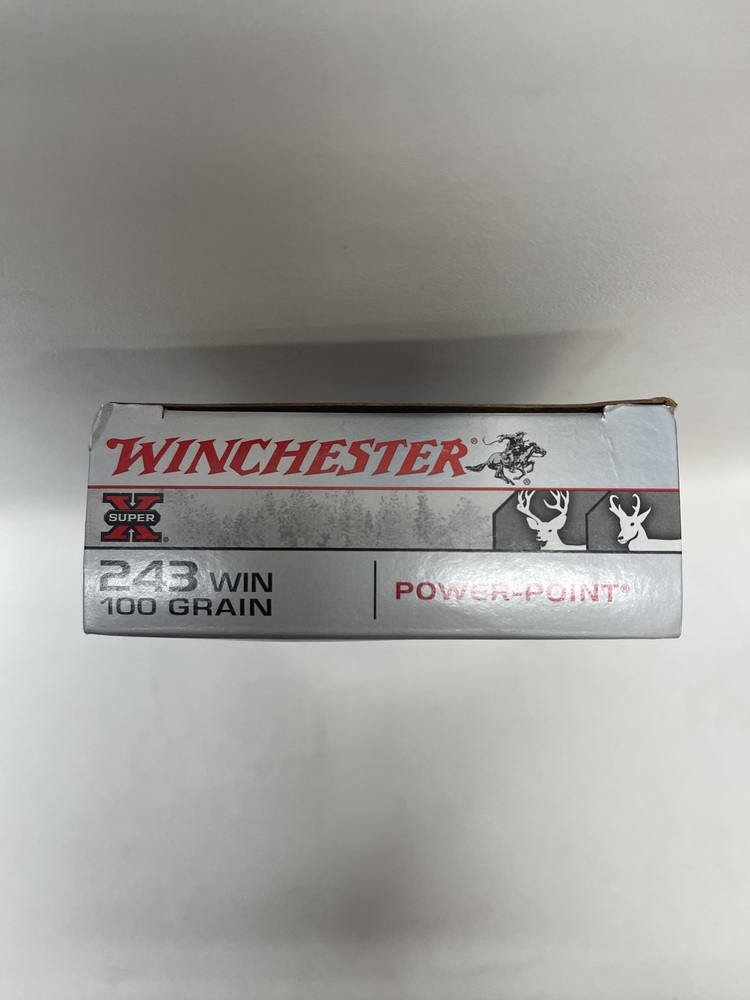 WINCHESTER®
®
SUPER X®
243 WIN
100 GRAIN
POWER-POINT®